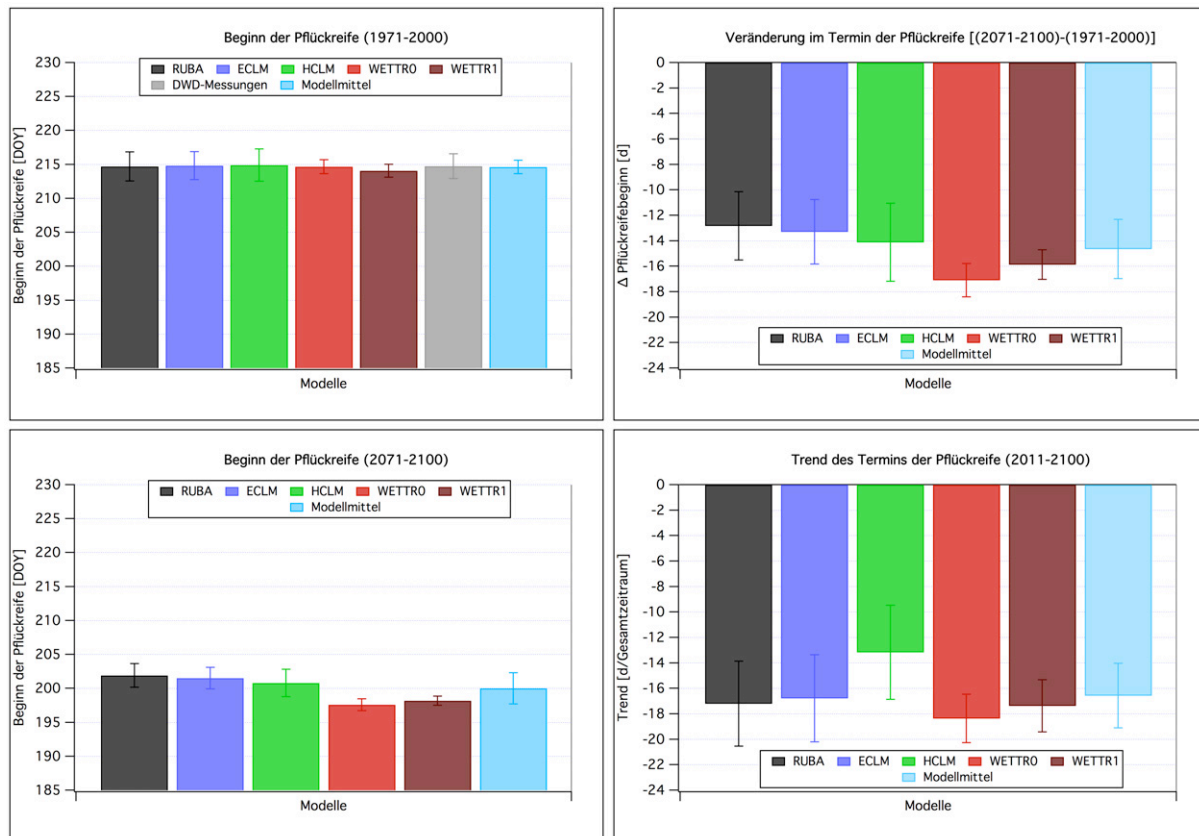 Beginn der Pflückreife (1971-2000)
RUBA ECLM HCLM WETTR0 WETTR1
DWD-Messungen Modellmittel
Beginn der Pflückreife [DOY]
230
225
220
215
210
205
200
195
190
185
Modelle
Veränderung im Termin der Pflückreife [(2071-2100)-(1971-2000)]
Δ Pflückreifebeginn [d]
0
-2
-4
-6
-8
-10
-12
-14
-16
-18
-20
-22
-24
RUBA ECLM HCLM WETTR0 WETTR1
Modellmittel
Modelle
Beginn der Pflückreife (2071-2100)
RUBA ECLM HCLM WETTR0 WETTR1
Modellmittel
Beginn der Pflückreife [DOY]
230
225
220
215
210
205
200
195
190
185
Modelle
Trend des Termins der Pflückreife (2011-2100)
Trend [d/Gesamtzeitraum]
0
-2
-4
-6
-8
-10
-12
-14
-16
-18
-20
-22
-24
RUBA ECLM HCLM WETTR0 WETTR1
Modellmittel
Modelle